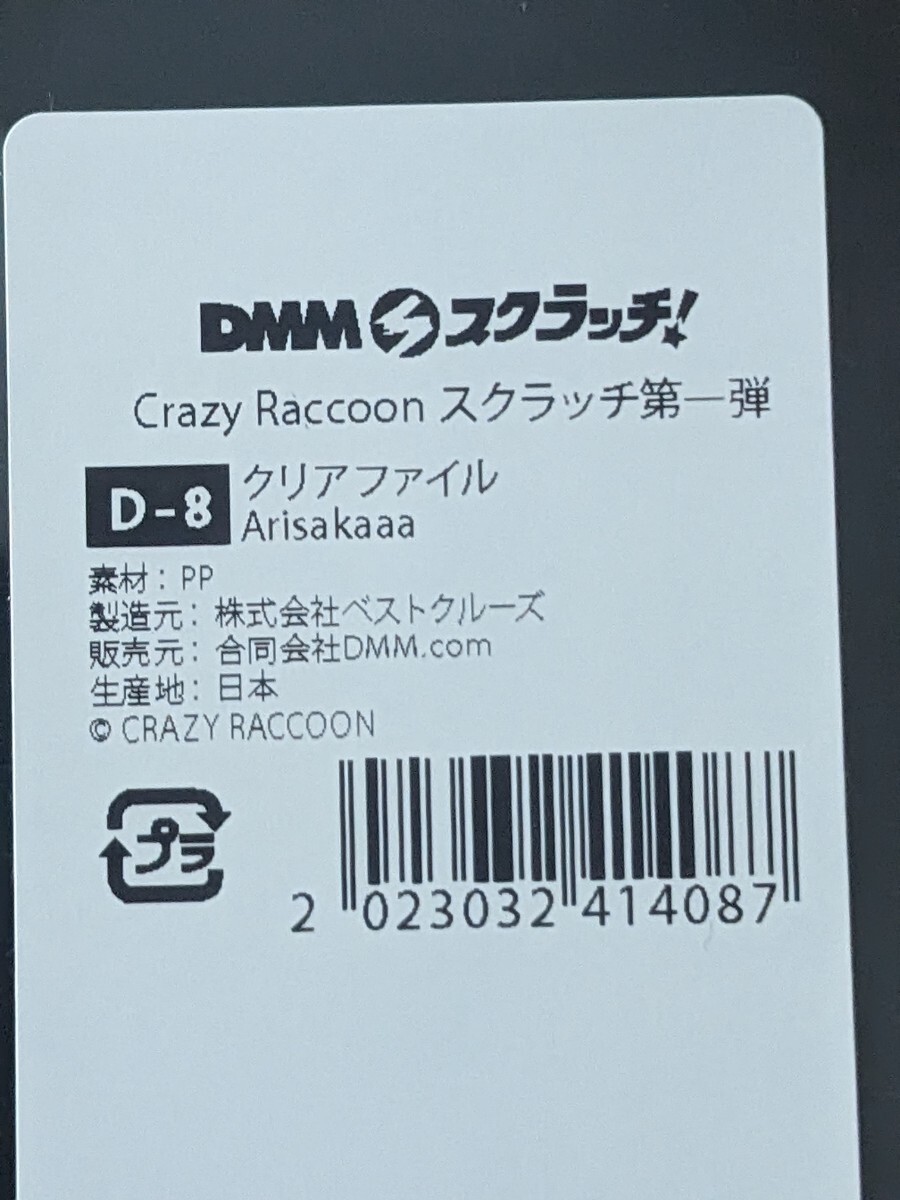 DMMスクラッチ!
Crazy Raccoon スクラッチ第一弾
D-8
クリアファイル
Arisakaaa
素材：PP
製造元：株式会社ベストクルーズ
販売元：合同会社DMM.com
生産地：日本
© CRAZY RACCOON
プラ
2 023032 414087